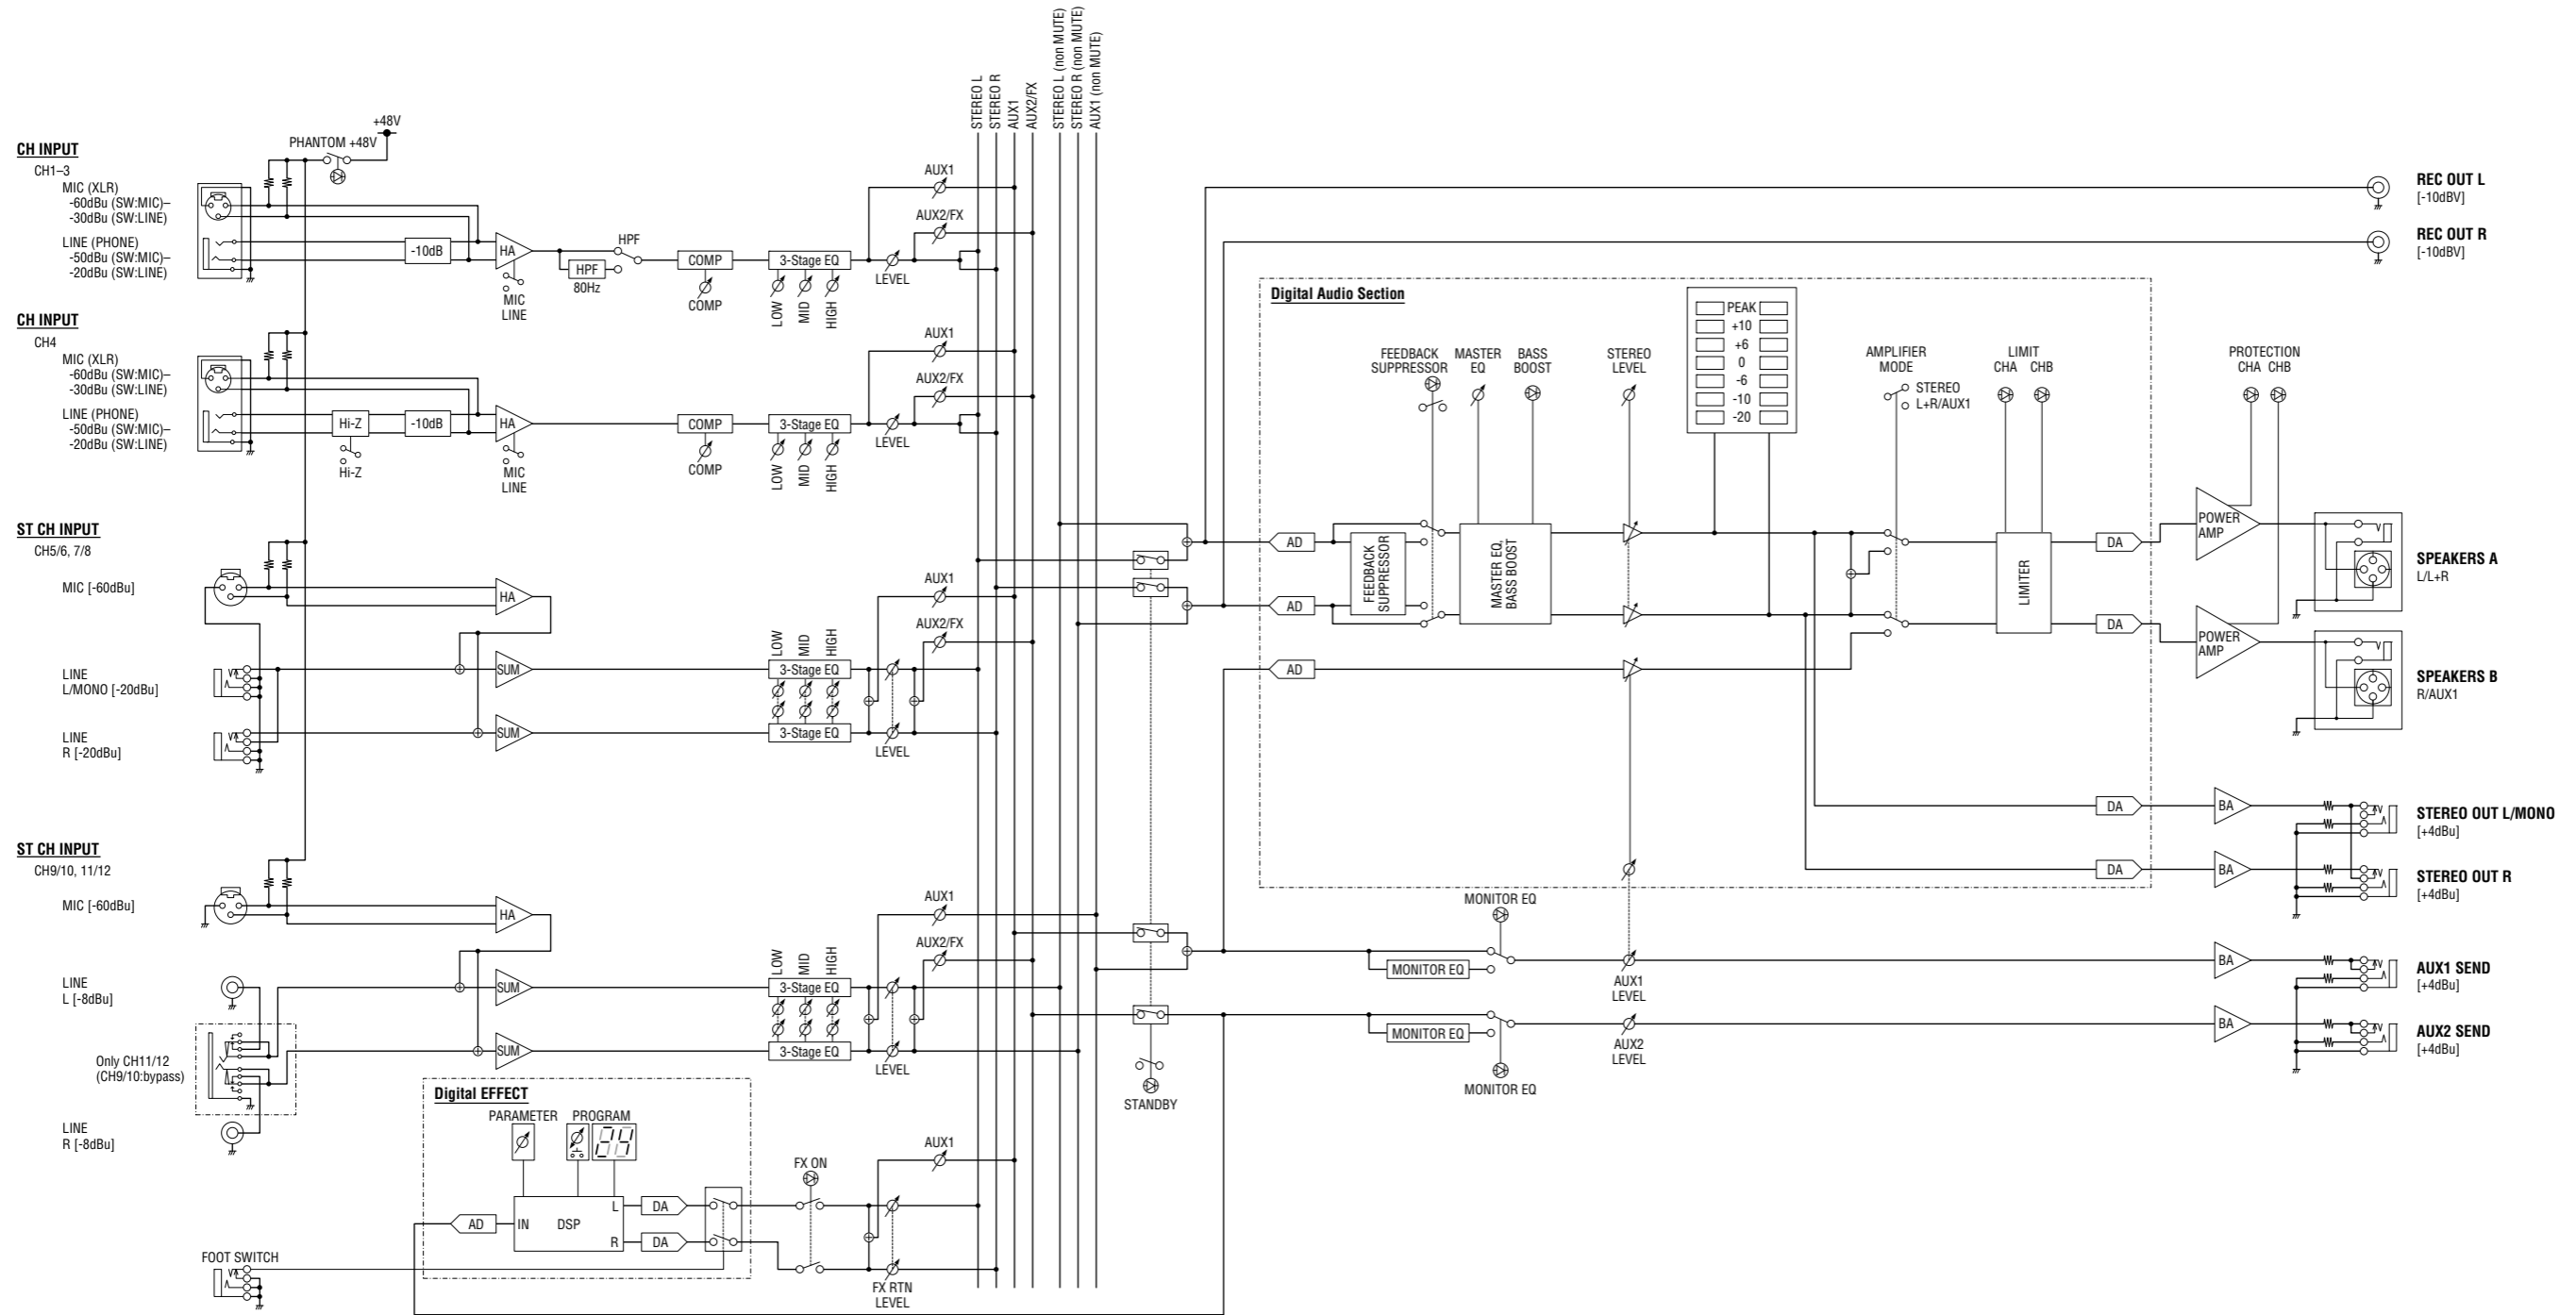 STEREO L
STEREO R
AUX1
AUX2/FX
STEREO L (non MUTE)
STEREO R (non MUTE)
AUX1 (non MUTE)
+48V
PHANTOM +48V
CH INPUT
CH1–3
MIC (XLR)
-60dBu (SW:MIC)–
-30dBu (SW:LINE)
LINE (PHONE)
-50dBu (SW:MIC)–
-20dBu (SW:LINE)
-10dB
HA
MIC
LINE
HPF
HPF
80Hz
COMP
COMP
3-Stage EQ
LOW
MID
HIGH
AUX1
AUX2/FX
LEVEL
CH INPUT
CH4
MIC (XLR)
-60dBu (SW:MIC)–
-30dBu (SW:LINE)
LINE (PHONE)
-50dBu (SW:MIC)–
-20dBu (SW:LINE)
Hi-Z
Hi-Z
-10dB
HA
MIC
LINE
COMP
COMP
3-Stage EQ
LOW
MID
HIGH
AUX1
AUX2/FX
LEVEL
ST CH INPUT
CH5/6, 7/8
MIC [-60dBu]
HA
LINE
L/MONO [-20dBu]
LINE
R [-20dBu]
SUM
SUM
LOW
MID
HIGH
3-Stage EQ
3-Stage EQ
AUX1
AUX2/FX
LEVEL
ST CH INPUT
CH9/10, 11/12
MIC [-60dBu]
HA
LINE
L [-8dBu]
Only CH11/12
(CH9/10:bypass)
LINE
R [-8dBu]
SUM
SUM
LOW
MID
HIGH
3-Stage EQ
3-Stage EQ
AUX1
AUX2/FX
LEVEL
Digital EFFECT
PARAMETER
PROGRAM
AD
IN
DSP
L
R
DA
DA
FX ON
AUX1
FX RTN
LEVEL
FOOT SWITCH
STANDBY
REC OUT L
[-10dBV]
REC OUT R
[-10dBV]
Digital Audio Section
PEAK
+10
+6
0
-6
-10
-20
FEEDBACK
SUPPRESSOR
MASTER
EQ
BASS
BOOST
STEREO
LEVEL
AMPLIFIER
MODE
STEREO
L+R/AUX1
LIMIT
CHA CHB
PROTECTION
CHA CHB
AD
AD
AD
FEEDBACK
SUPPRESSOR
MASTER EQ,
BASS BOOST
LIMITER
DA
DA
POWER
AMP
POWER
AMP
SPEAKERS A
L/L+R
SPEAKERS B
R/AUX1
DA
BA
STEREO OUT L/MONO
[+4dBu]
DA
BA
STEREO OUT R
[+4dBu]
MONITOR EQ
MONITOR EQ
AUX1
LEVEL
BA
AUX1 SEND
[+4dBu]
MONITOR EQ
MONITOR EQ
AUX2
LEVEL
BA
AUX2 SEND
[+4dBu]